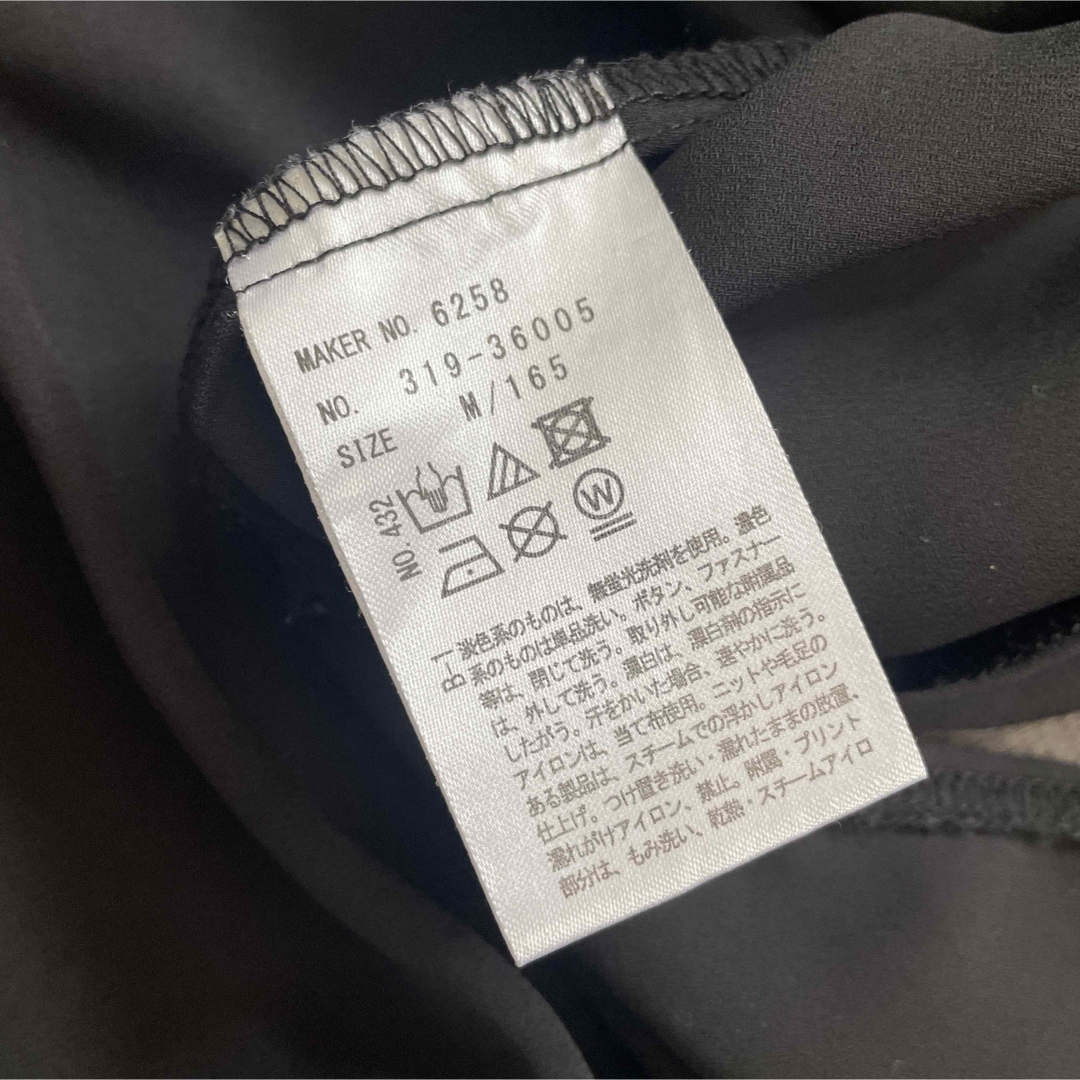 MAKER NO. 6258
NO. 319-36005
SIZE M/165
NO.432
W
B-1 淡色系のものは、無蛍光洗剤を使用。濃色
系のものは単品洗い。ボタン、ファスナー
等は、閉じて洗う。取り外し可能な附属品
は、外して洗う。漂白は、漂白剤の指示に
したがう。汗をかいた場合、速やかに洗う。
アイロンは、当て布使用。ニットや毛足の
ある製品は、スチームでの浮かしアイロン
仕上げ。つけ置き洗い・濡れたままの放置、
濡れがけアイロン、禁止。附属・プリント
部分は、もみ洗い、乾熱・スチームアイロ